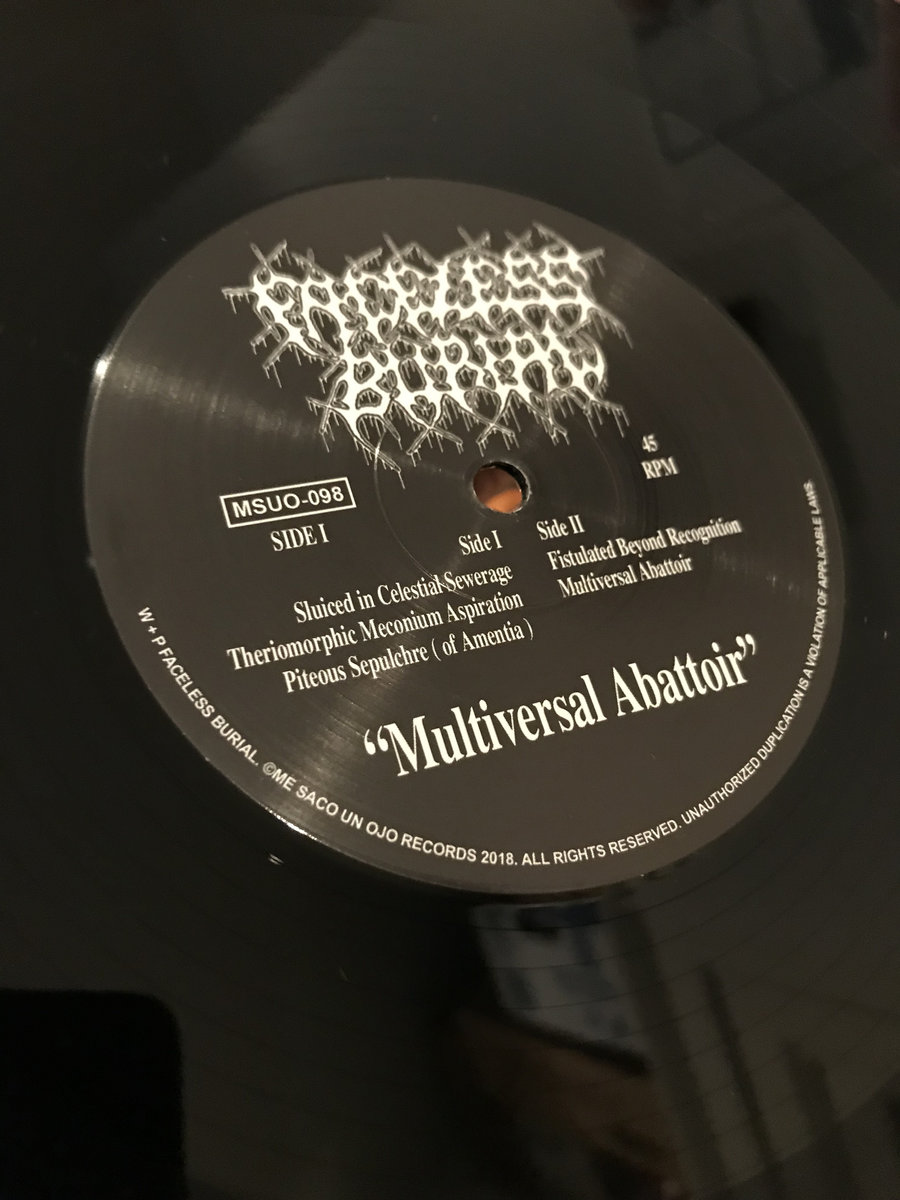 FACELESS
BURIAL
45
RPM
MSUO-098
SIDE I
Side I
Sluiced in Celestial Sewerage
Theriomorphic Meconium Aspiration
Piteous Sepulchre ( of Amentia )
Side II
Fistulated Beyond Recognition
Multiversal Abattoir
“Multiversal Abattoir”
W + P FACELESS BURIAL. ©ME SACO UN OJO RECORDS 2018. ALL RIGHTS RESERVED. UNAUTHORIZED DUPLICATION IS A VIOLATION OF APPLICABLE LAWS.